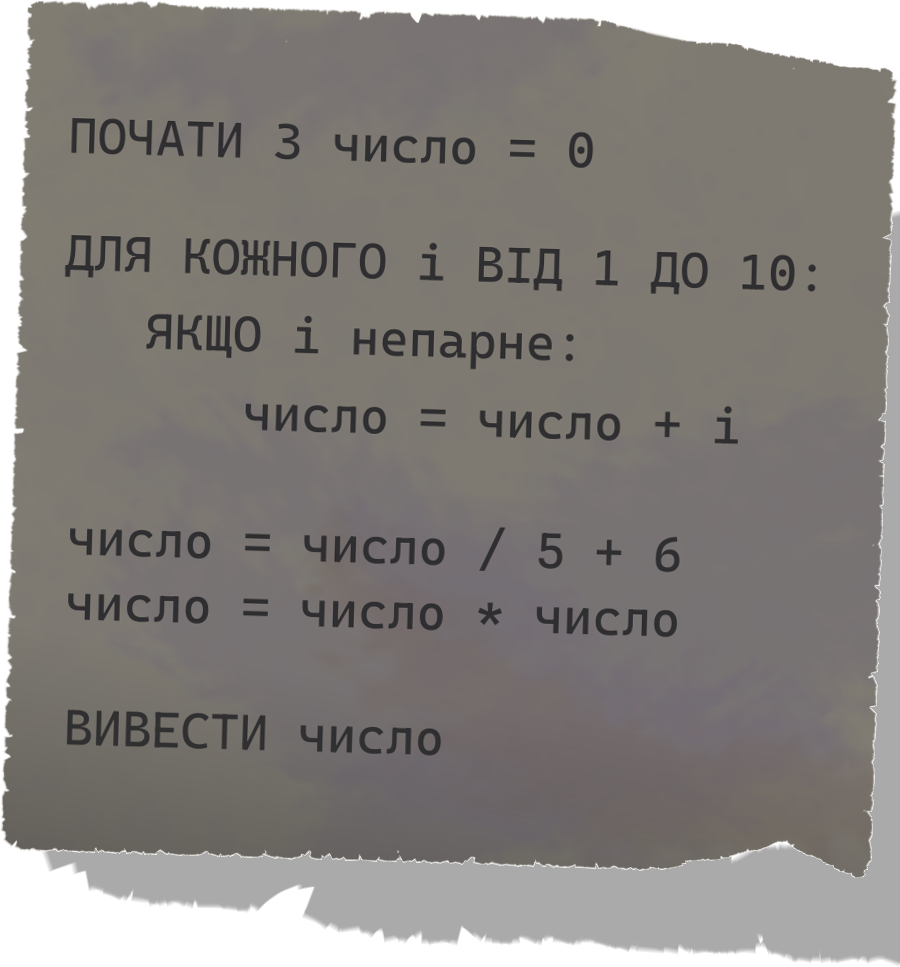 ПОЧАТИ З число = 0
ДЛЯ КОЖНОГО і ВІД 1 ДО 10:
ЯКЩО і непарне:
число = число + і
число = число / 5 + 6
число = число * число
ВИВЕСТИ число